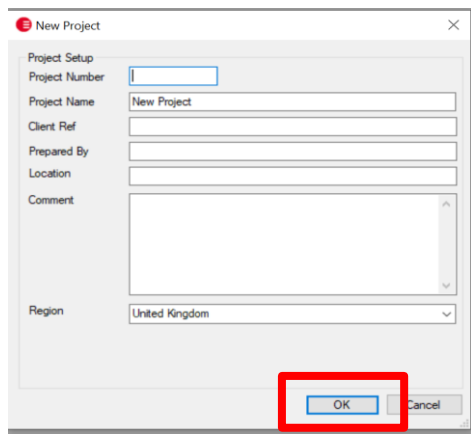 New Project
Project Setup
Project Number
Project Name New Project
Client Ref
Prepared By
Location
Comment
Region United Kingdom
OK Cancel